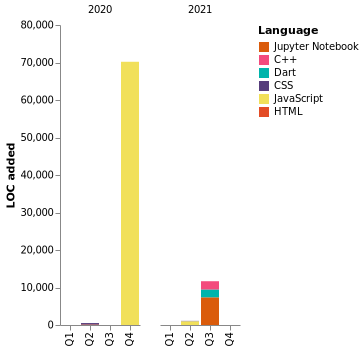 2020
2021
80,000
70,000
60,000
50,000
40,000
30,000
20,000
10,000
0
LOC added
Q1
Q2
Q3
Q4
Q1
Q2
Q3
Q4
Language
Jupyter Notebook
C++
Dart
CSS
JavaScript
HTML